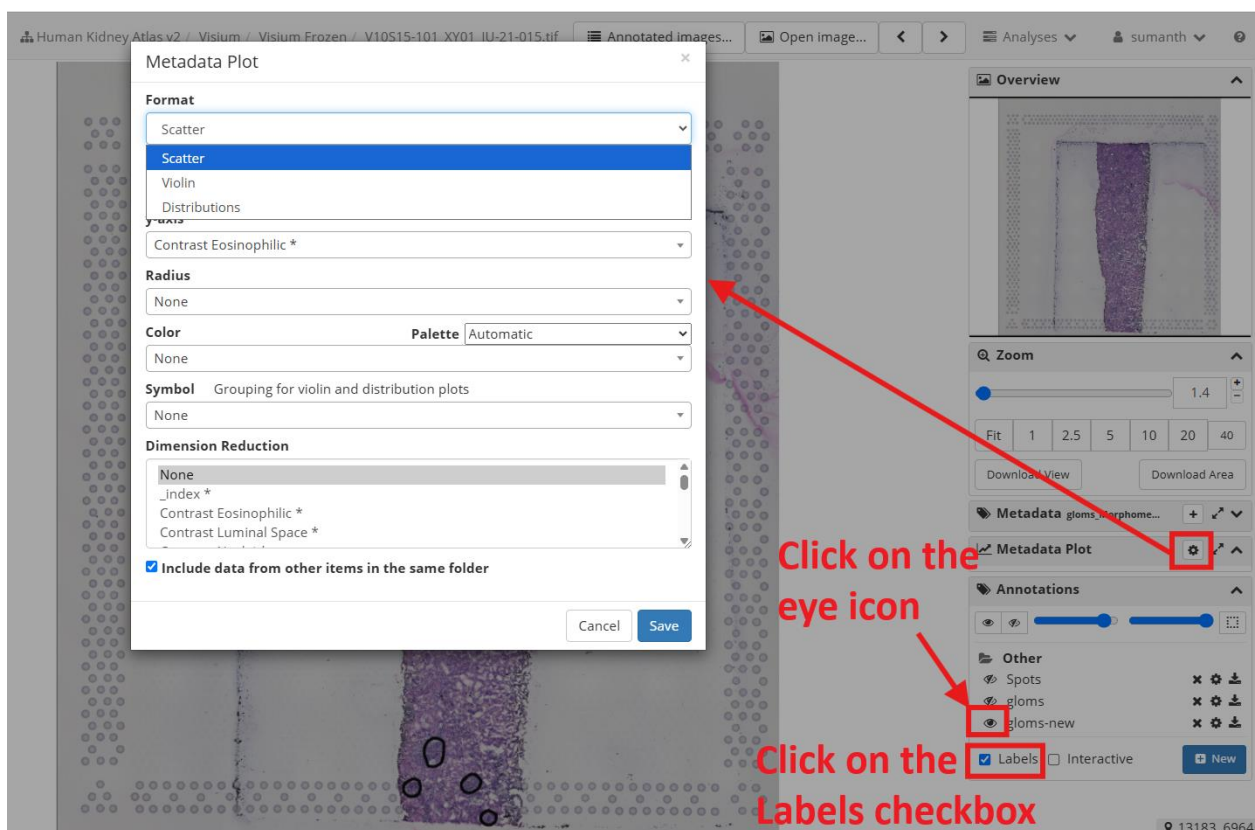 Human Kidney Atlas v2 / Visium / Visium Frozen / V10S15-101_XY01_IU-21-015.tif
Annotated images...
Open image...
Analyses
sumanth
Metadata Plot
×
Format
Scatter
Scatter
Violin
Distributions
y-axis
Contrast Eosinophilic *
Radius
None
Color
Palette Automatic
None
Symbol Grouping for violin and distribution plots
None
Dimension Reduction
None
_index *
Contrast Eosinophilic *
Contrast Luminal Space *
Include data from other items in the same folder
Cancel
Save
Overview
Zoom
1.4
Fit 1 2.5 5 10 20 40
Download View
Download Area
Metadata gloms_Morphome...
Metadata Plot
Annotations
Other
Spots
gloms
gloms-new
Labels
Interactive
New
Click on the
eye icon
Click on the
Labels checkbox
13183, 6964